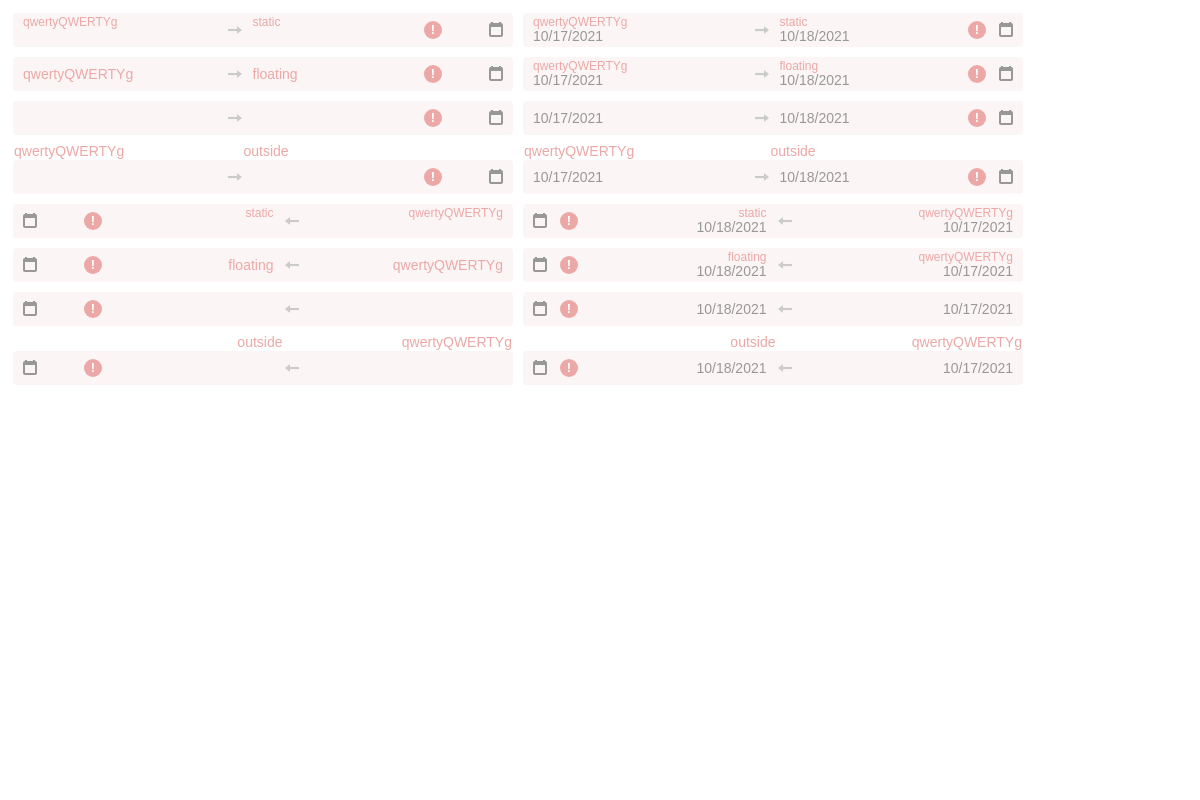 qwertyQWERTYg static ! qwertyQWERTYg static
10/17/2021 10/18/2021 !
qwertyQWERTYg floating ! qwertyQWERTYg floating
10/17/2021 10/18/2021 !
! 10/17/2021 10/18/2021 !
qwertyQWERTYg outside qwertyQWERTYg outside
! 10/17/2021 10/18/2021 !
! static qwertyQWERTYg ! static qwertyQWERTYg
10/18/2021 10/17/2021
! floating qwertyQWERTYg ! floating qwertyQWERTYg
10/18/2021 10/17/2021
! ! 10/18/2021 10/17/2021
outside qwertyQWERTYg outside qwertyQWERTYg
! ! 10/18/2021 10/17/2021